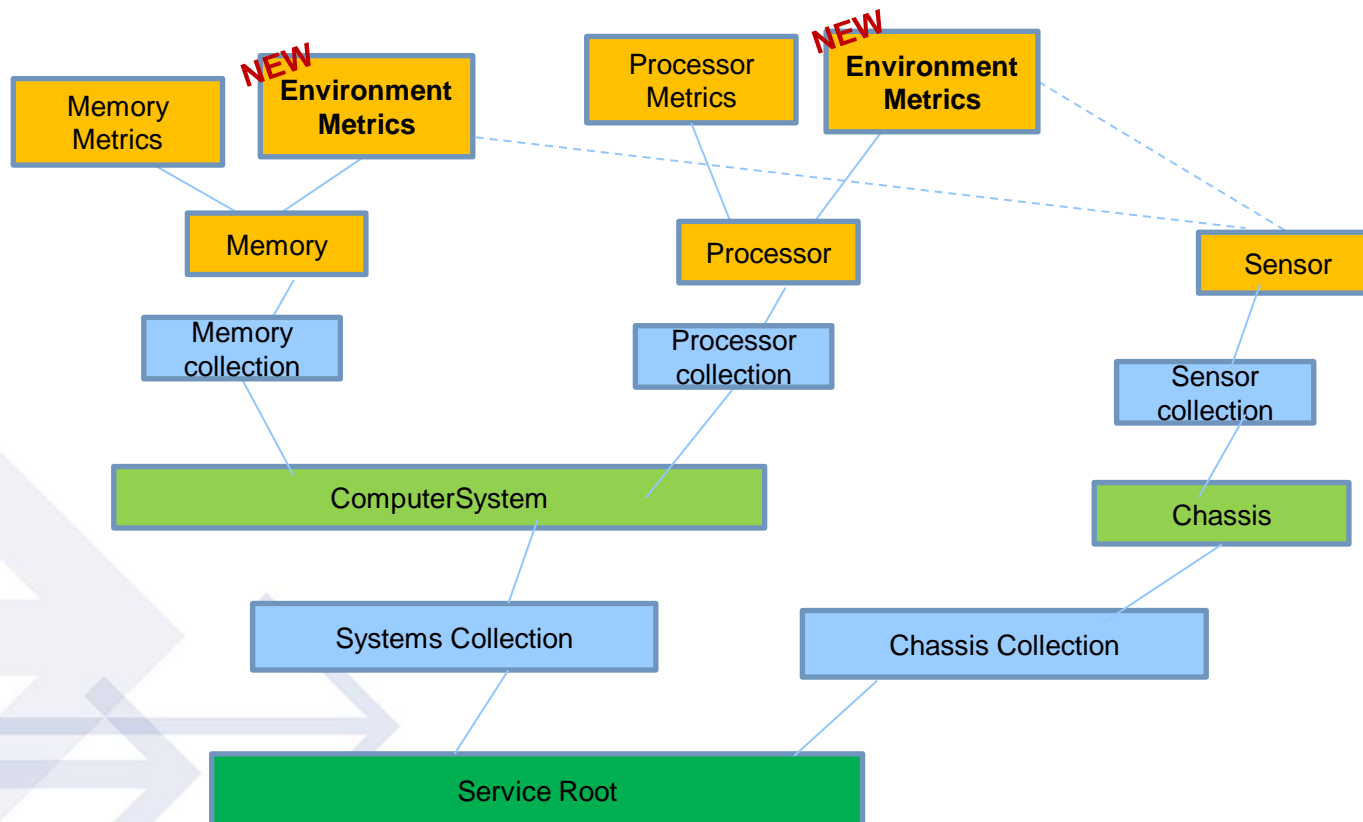 NEW
NEW
Memory
Metrics
Environment
Metrics
Processor
Metrics
Environment
Metrics
Memory
Processor
Sensor
Memory
collection
Processor
collection
Sensor
collection
ComputerSystem
Chassis
Systems Collection
Chassis Collection
Service Root